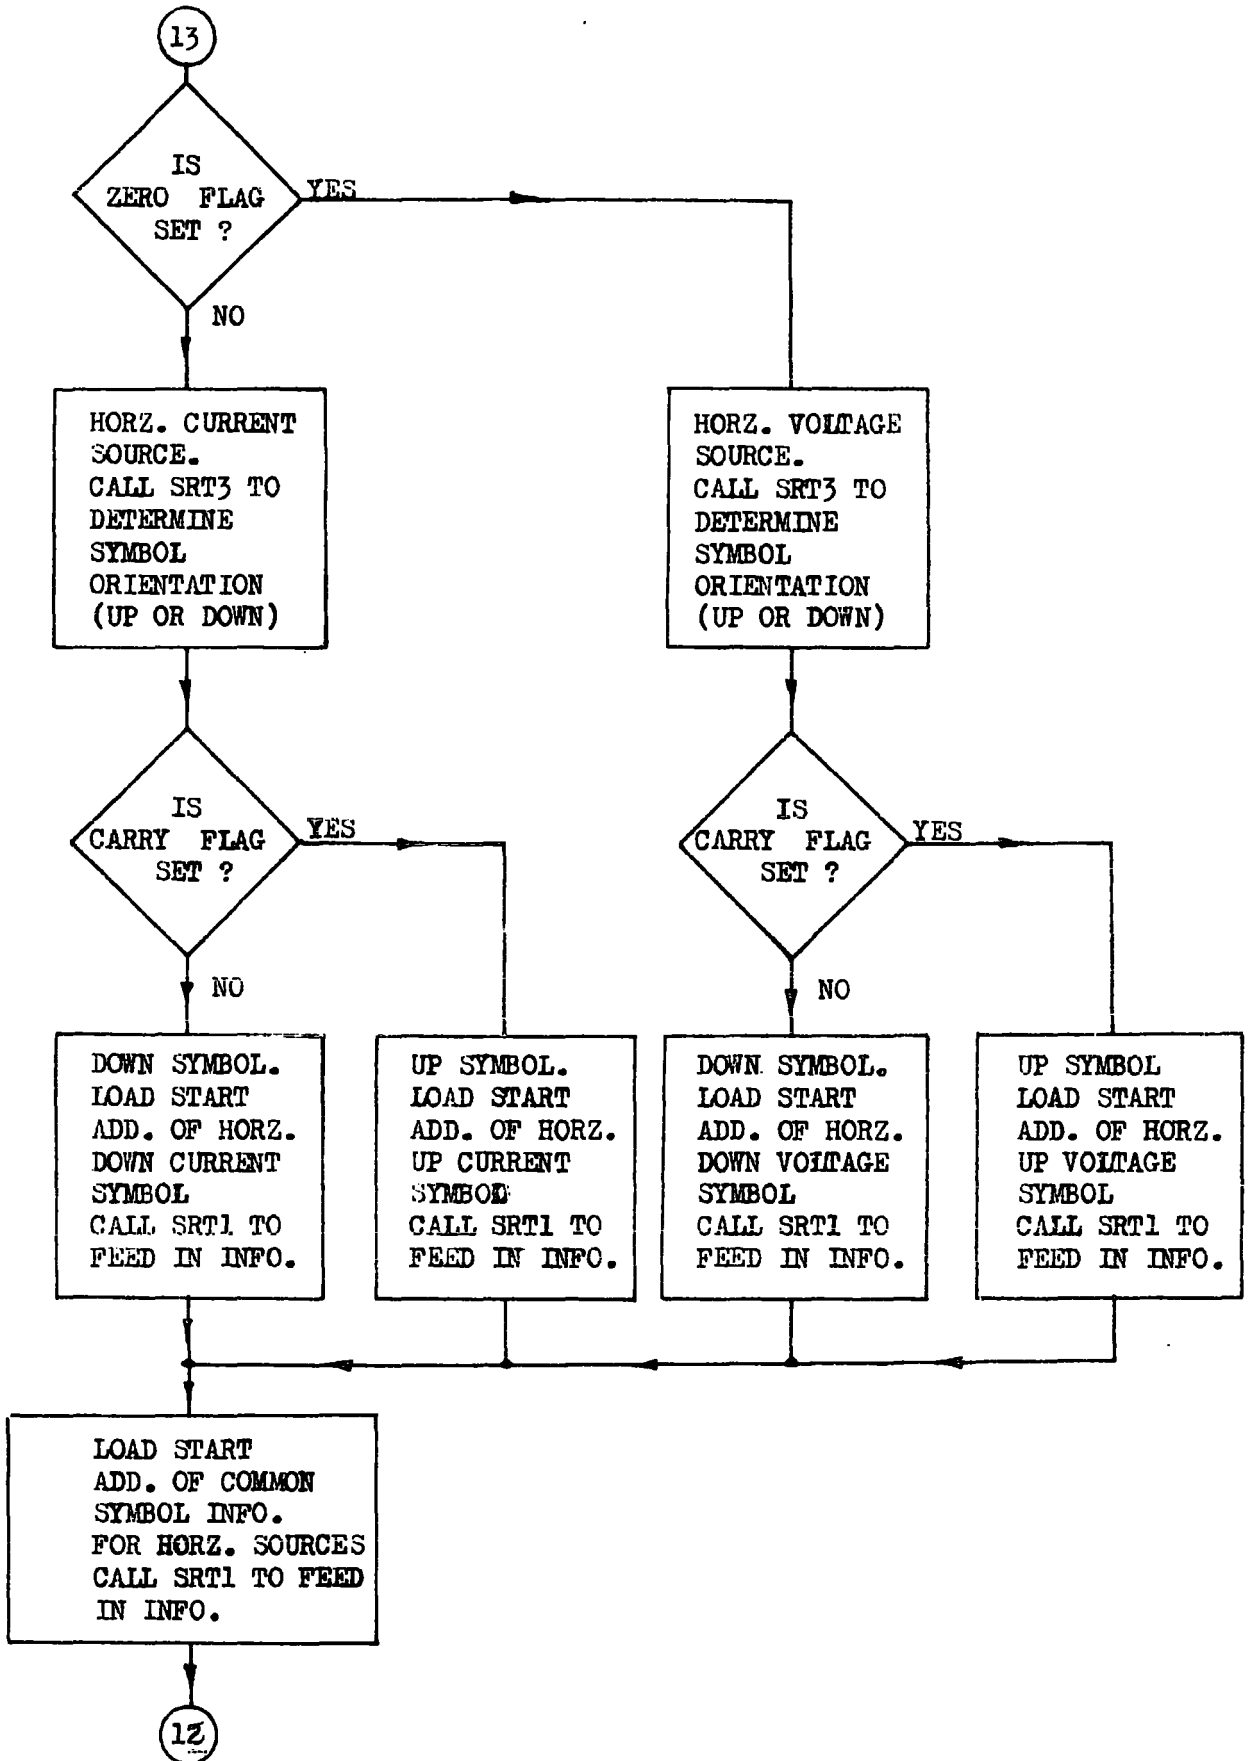 13
IS
ZERO FLAG
SET ?
YES
NO
HORZ. CURRENT
SOURCE.
CALL SRT3 TO
DETERMINE
SYMBOL
ORIENTATION
(UP OR DOWN)
HORZ. VOLTAGE
SOURCE.
CALL SRT3 TO
DETERMINE
SYMBOL
ORIENTATION
(UP OR DOWN)
IS
CARRY FLAG
SET ?
YES
NO
IS
CARRY FLAG
SET ?
YES
NO
DOWN SYMBOL.
LOAD START
ADD. OF HORZ.
DOWN CURRENT
SYMBOL
CALL SRT1 TO
FEED IN INFO.
UP SYMBOL.
LOAD START
ADD. OF HORZ.
UP CURRENT
SYMBOL
CALL SRT1 TO
FEED IN INFO.
DOWN SYMBOL.
LOAD START
ADD. OF HORZ.
DOWN VOLTAGE
SYMBOL
CALL SRT1 TO
FEED IN INFO.
UP SYMBOL
LOAD START
ADD. OF HORZ.
UP VOLTAGE
SYMBOL
CALL SRT1 TO
FEED IN INFO.
LOAD START
ADD. OF COMMON
SYMBOL INFO.
FOR HORZ. SOURCES
CALL SRT1 TO FEED
IN INFO.
12